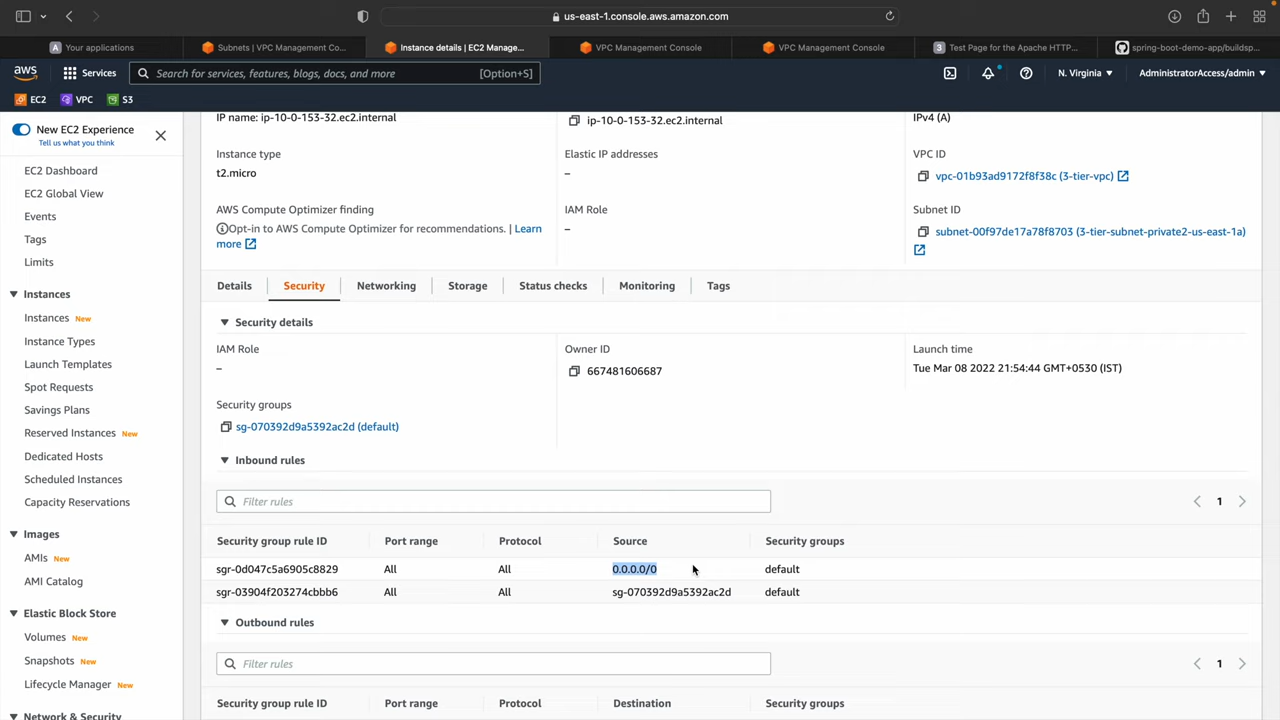 us-east-1.console.aws.amazon.com
Your applications
Subnets | VPC Management Co...
Instance details | EC2 Manage...
VPC Management Console
VPC Management Console
Test Page for the Apache HTTP...
spring-boot-demo-app/buildsp...
aws
Services
Search for services, features, blogs, docs, and more
[Option+S]
N. Virginia
AdministratorAccess/admin
EC2
VPC
S3
New EC2 Experience
Tell us what you think
EC2 Dashboard
EC2 Global View
Events
Tags
Limits
Instances
Instances New
Instance Types
Launch Templates
Spot Requests
Savings Plans
Reserved Instances New
Dedicated Hosts
Scheduled Instances
Capacity Reservations
Images
AMIs New
AMI Catalog
Elastic Block Store
Volumes New
Snapshots New
Lifecycle Manager New
Network & Security
IP name: ip-10-0-153-32.ec2.internal
ip-10-0-153-32.ec2.internal
IPv4 (A)
Instance type
t2.micro
Elastic IP addresses
–
VPC ID
vpc-01b93ad9172f8f38c (3-tier-vpc)
AWS Compute Optimizer finding
Opt-in to AWS Compute Optimizer for recommendations. | Learn
more
IAM Role
–
Subnet ID
subnet-00f97de17a78f8703 (3-tier-subnet-private2-us-east-1a)
Details
Security
Networking
Storage
Status checks
Monitoring
Tags
Security details
IAM Role
–
Owner ID
667481606687
Launch time
Tue Mar 08 2022 21:54:44 GMT+0530 (IST)
Security groups
sg-070392d9a5392ac2d (default)
Inbound rules
Filter rules
1
Security group rule ID Port range Protocol Source Security groups
sgr-0d047c5a6905c8829 All All 0.0.0.0/0 default
sgr-03904f203274cbbb6 All All sg-070392d9a5392ac2d default
Outbound rules
Filter rules
1
Security group rule ID Port range Protocol Destination Security groups